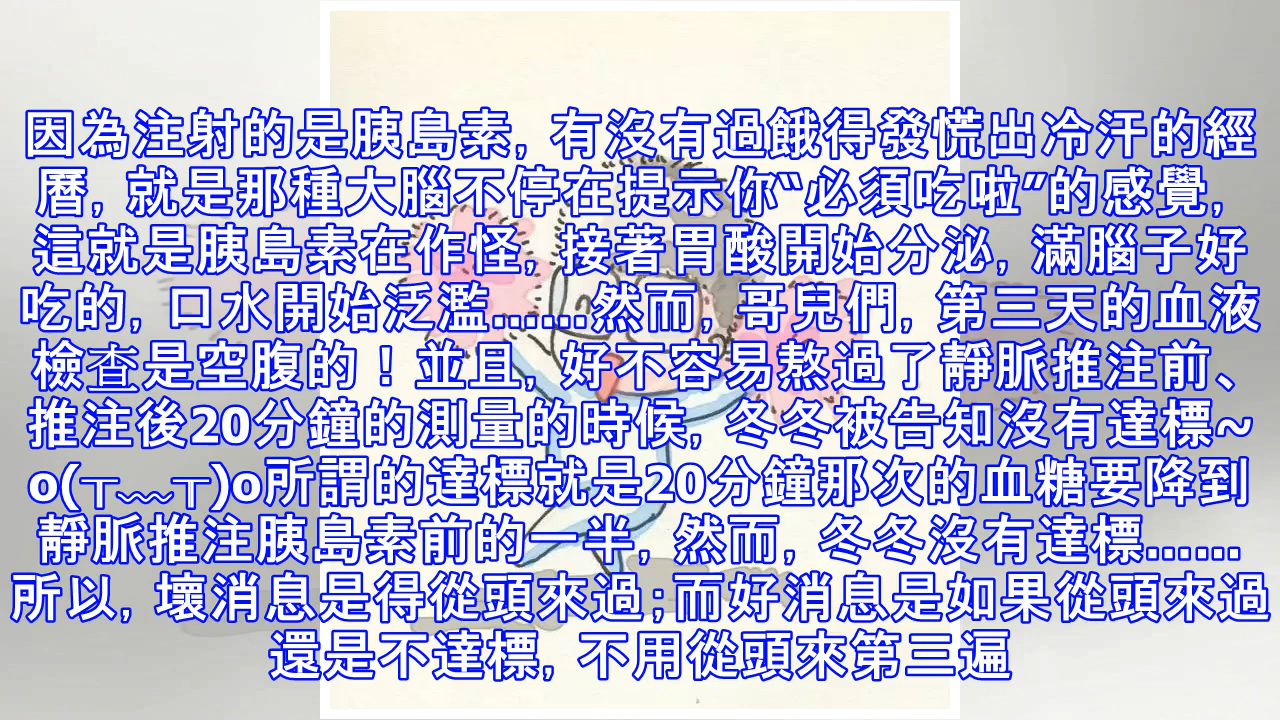 因為注射的是胰島素, 有沒有過餓得發慌出冷汗的經
曆, 就是那種大腦不停在提示你“必須吃啦”的感覺,
這就是胰島素在作怪, 接著胃酸開始分泌, 滿腦子好
吃的, 口水開始泛濫......然而, 哥兒們, 第三天的血液
檢查是空腹的！並且, 好不容易熬過了靜脈推注前、
推注後20分鐘的測量的時候, 冬冬被告知沒有達標~
o(╥﹏╥)o所謂的達標就是20分鐘那次的血糖要降到
靜脈推注胰島素前的一半, 然而, 冬冬沒有達標......
所以, 壞消息是得從頭來過;而好消息是如果從頭來過
還是不達標, 不用從頭來第三遍